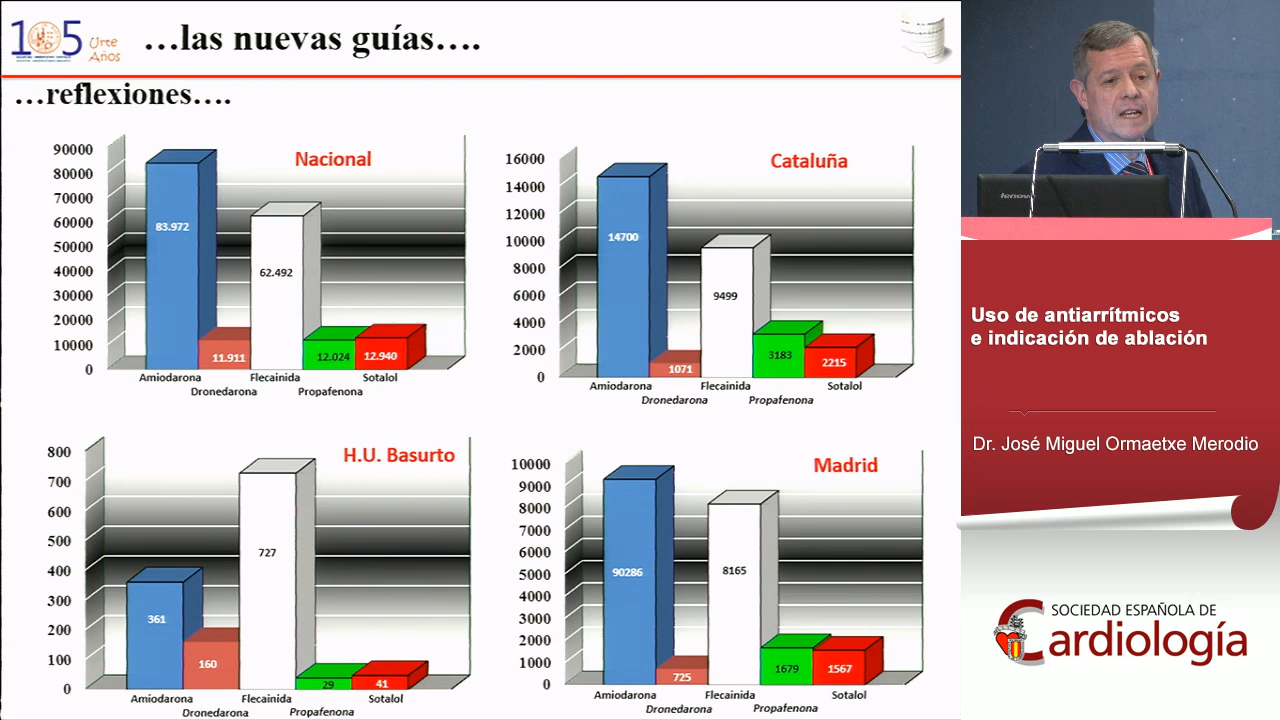 105 Urte Años
…las nuevas guías….
…reflexiones….
Nacional
90000
80000
70000
60000
50000
40000
30000
20000
10000
0
83.972
11.911
62.492
12.024
12.940
Amiodarona
Dronedarona
Flecainida
Propafenona
Sotalol
Cataluña
16000
14000
12000
10000
8000
6000
4000
2000
0
14700
1071
9499
3183
2215
Amiodarona
Dronedarona
Flecainida
Propafenona
Sotalol
H.U. Basurto
800
700
600
500
400
300
200
100
0
361
160
727
29
41
Amiodarona
Dronedarona
Flecainida
Propafenona
Sotalol
Madrid
10000
9000
8000
7000
6000
5000
4000
3000
2000
1000
0
90286
725
8165
1679
1567
Amiodarona
Dronedarona
Flecainida
Propafenona
Sotalol
lenovo
Uso de antiarrítmicos
e indicación de ablación
Dr. José Miguel Ormaetxe Merodio
SOCIEDAD ESPAÑOLA DE
Cardiología